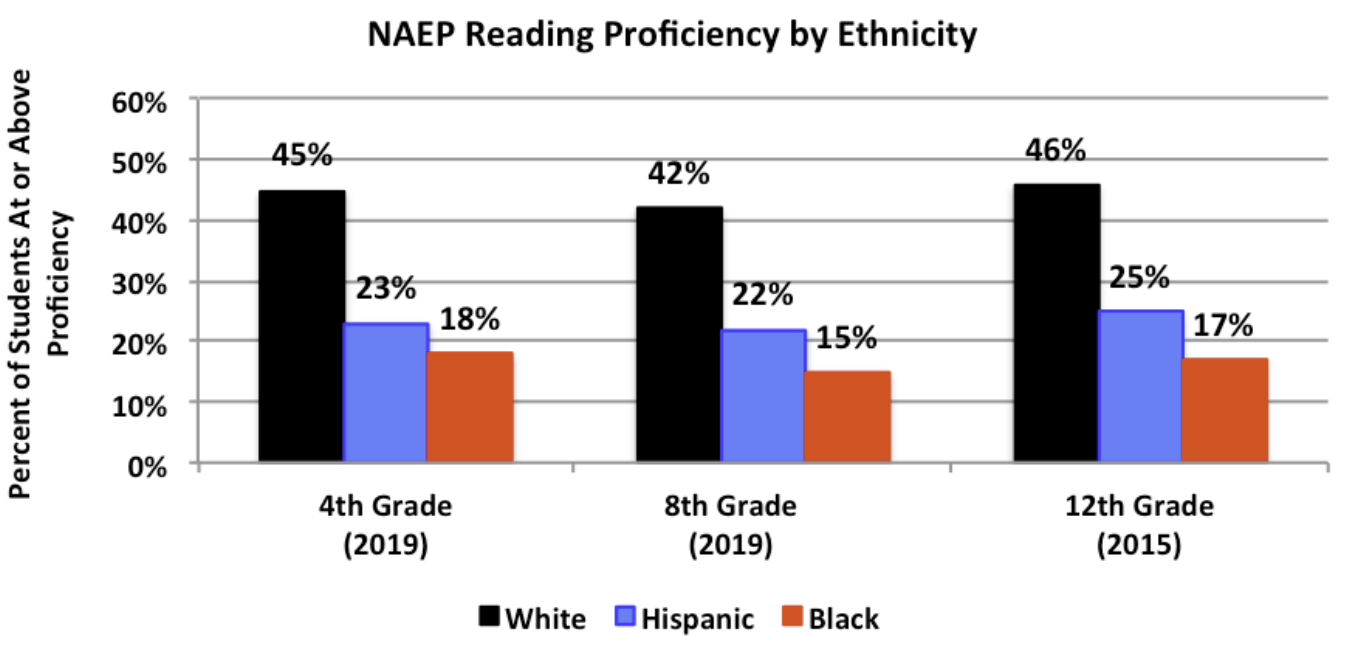 NAEP Reading Proficiency by Ethnicity
Percent of Students At or Above
Proficiency
60%
50%
40%
30%
20%
10%
0%
45%
23%
18%
42%
22%
15%
46%
25%
17%
4th Grade
(2019)
8th Grade
(2019)
12th Grade
(2015)
White
Hispanic
Black